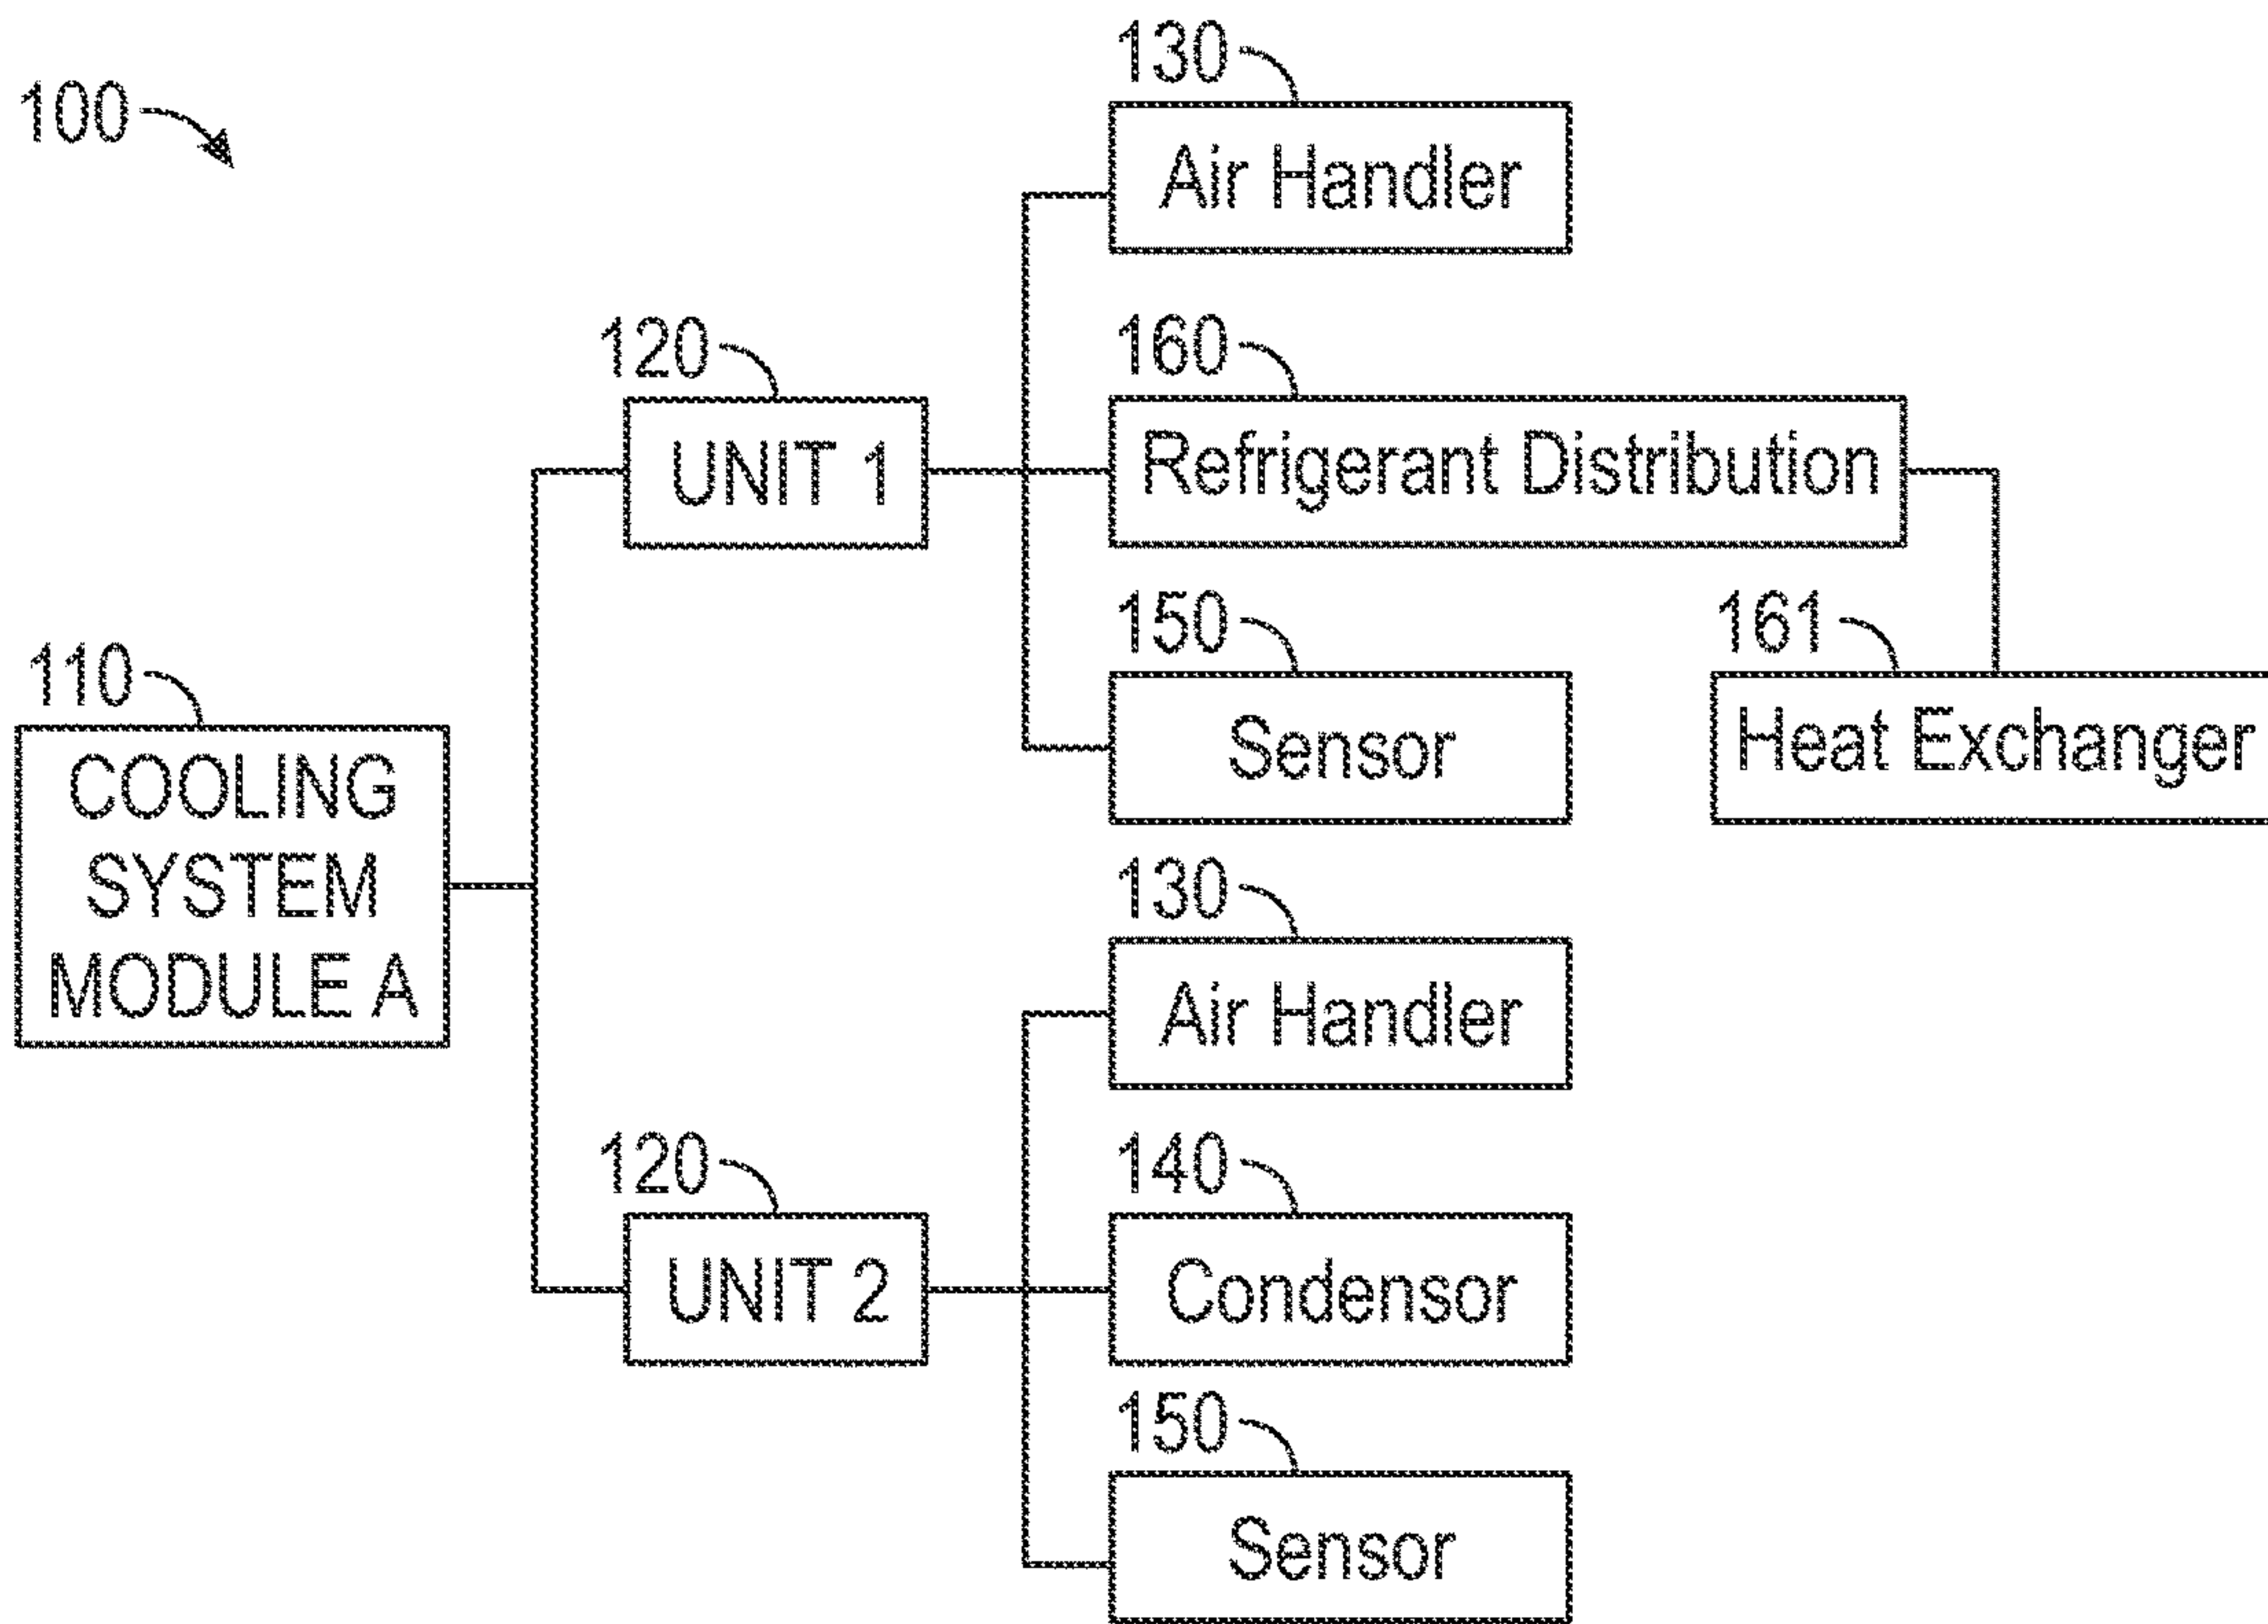 100
130
Air Handler
120
160
UNIT 1
Refrigerant Distribution
110
150
161
COOLING
SYSTEM
MODULE A
Sensor
Heat Exchanger
130
Air Handler
120
140
UNIT 2
Condensor
150
Sensor